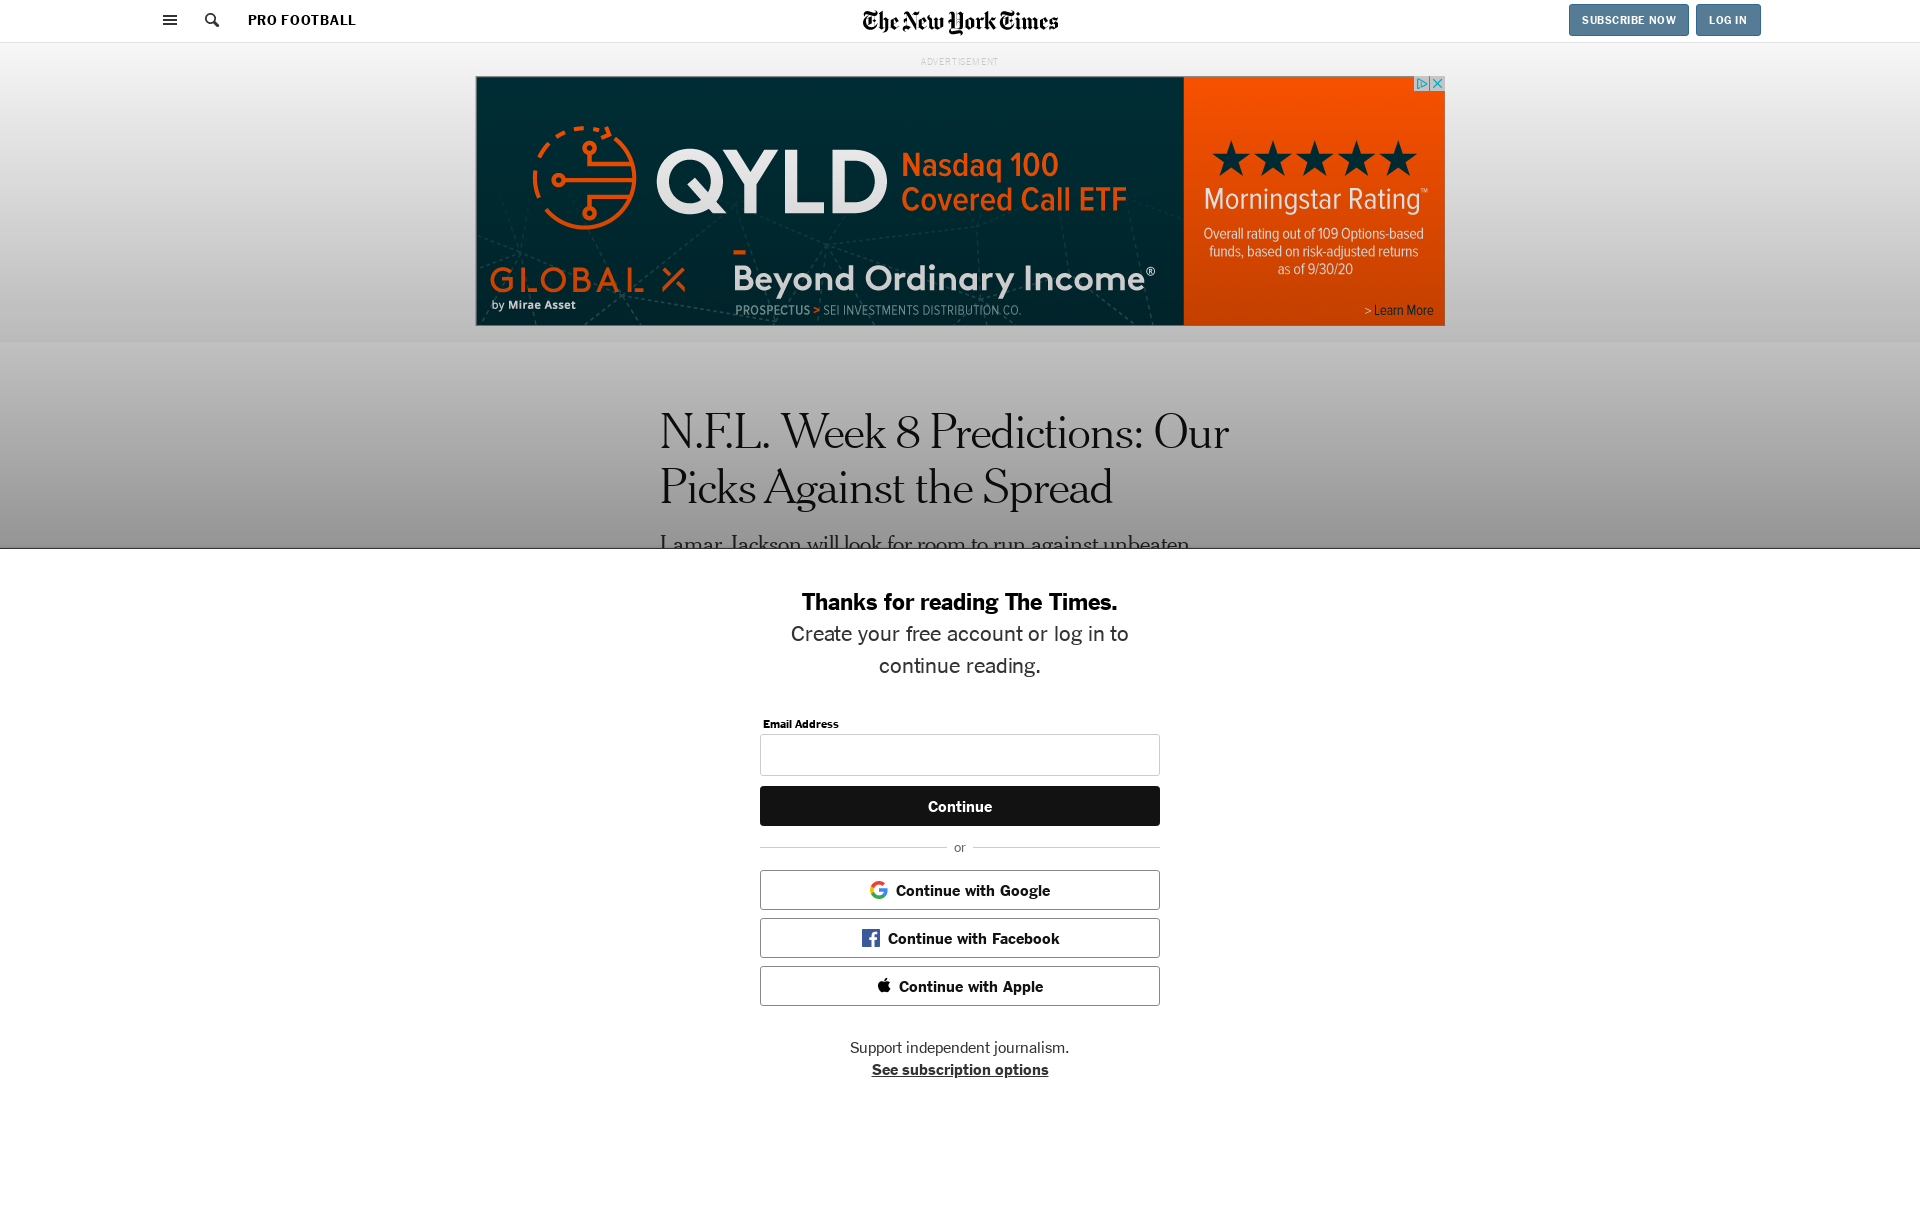 PRO FOOTBALL
The New York Times
SUBSCRIBE NOW
LOG IN
ADVERTISEMENT
QYLD
Nasdaq 100
Covered Call ETF
GLOBAL X
by Mirae Asset
Beyond Ordinary Income®
PROSPECTUS > SEI INVESTMENTS DISTRIBUTION CO.
Morningstar Rating™
Overall rating out of 109 Options-based
funds, based on risk-adjusted returns
as of 9/30/20
> Learn More
N.F.L. Week 8 Predictions: Our
Picks Against the Spread
Lamar Jackson will look for room to run against unbeaten
Thanks for reading The Times.
Create your free account or log in to
continue reading.
Email Address
Continue
or
Continue with Google
Continue with Facebook
Continue with Apple
Support independent journalism.
See subscription options